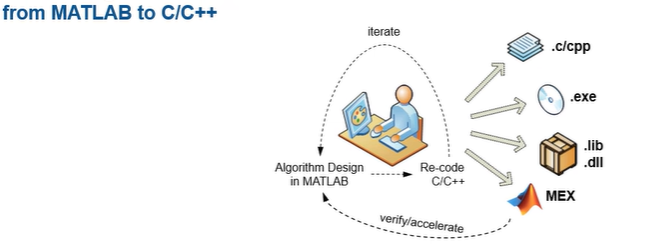 from MATLAB to C/C++
iterate
.c/cpp
.exe
.lib
.dll
Algorithm Design
in MATLAB
Re-code
C/C++
MEX
verify/accelerate